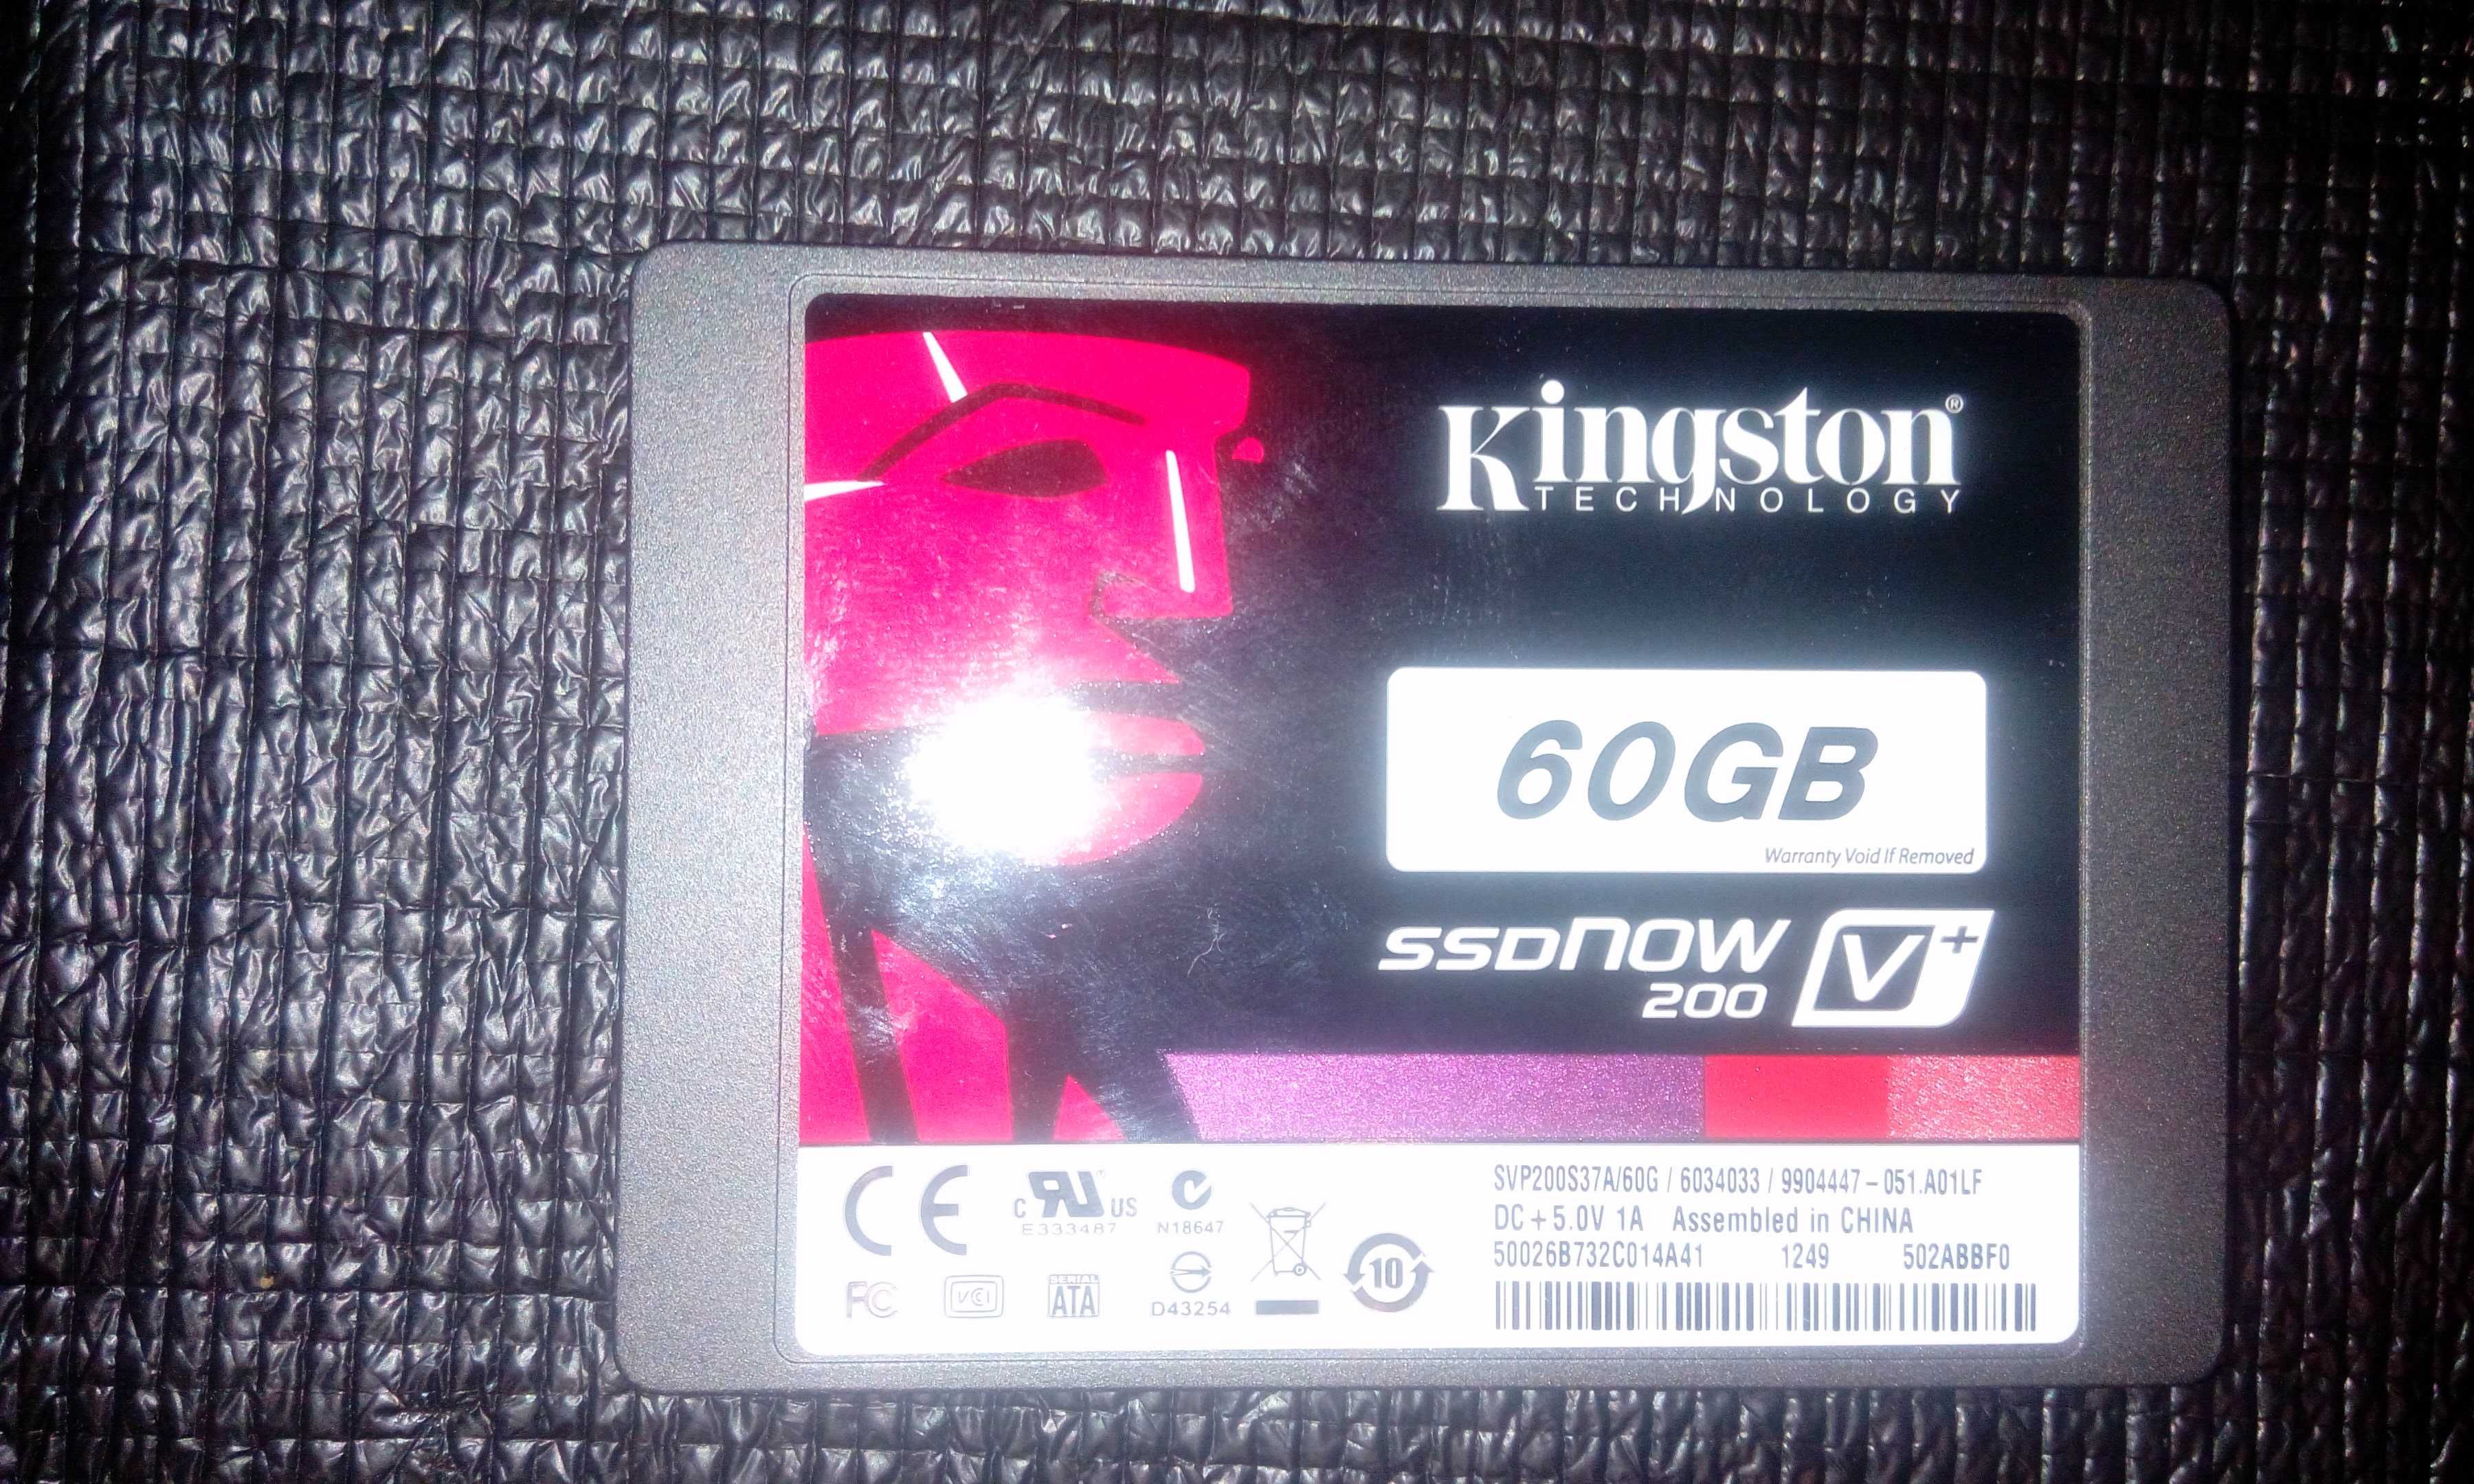 Kingston®
TECHNOLOGY
60GB
Warranty Void If Removed
SSDNOW
200
V+
CE
C RU US
E333487
N18647
FC
VCI
SERIAL
ATA
D43254
10
SVP200S37A/60G / 6034033 / 9904447-051.A01LF
DC+5.0V 1A Assembled in CHINA
50026B732C014A41 1249 502ABBF0